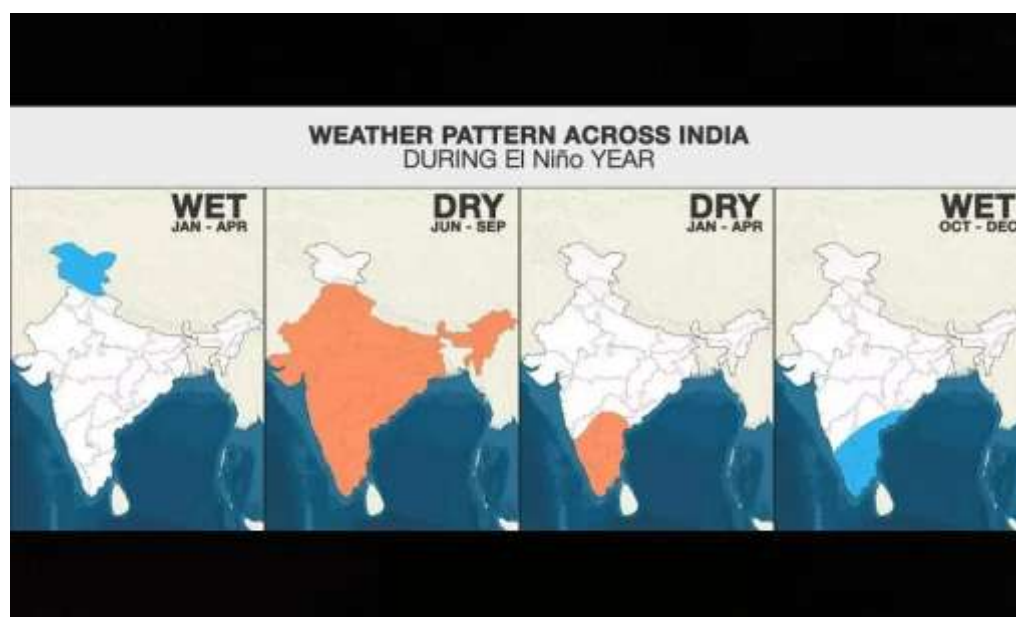 WEATHER PATTERN ACROSS INDIA
DURING El Niño YEAR
WET
JAN - APR
DRY
JUN - SEP
DRY
JAN - APR
WET
OCT - DEC